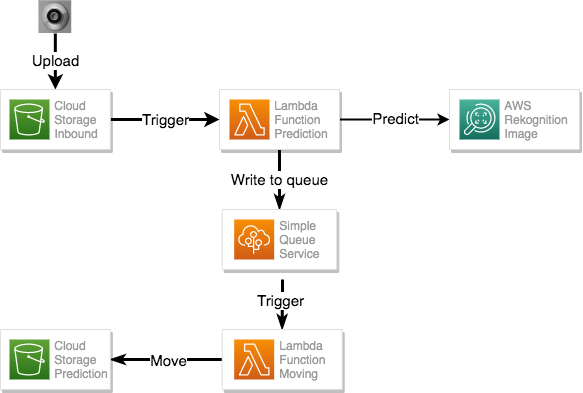 Upload
Cloud
Storage
Inbound
Trigger
Lambda
Function
Prediction
Predict
AWS
Rekognition
Image
Write to queue
Simple
Queue
Service
Trigger
Cloud
Storage
Prediction
Move
Lambda
Function
Moving